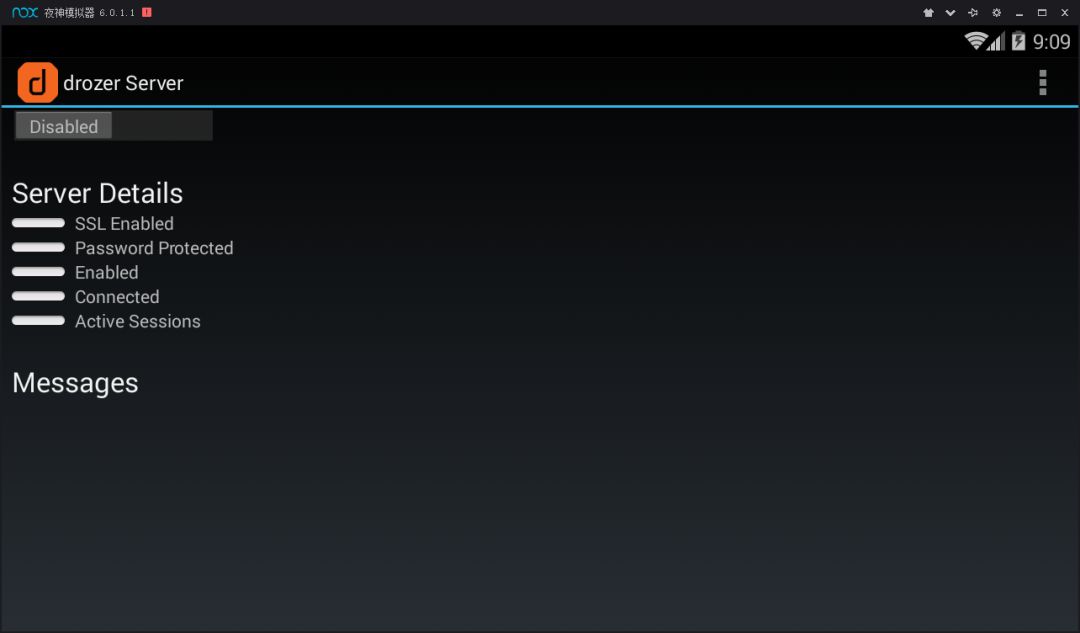 nox 夜神模拟器 6.0.1.1
9:09
d drozer Server
Disabled
Server Details
SSL Enabled
Password Protected
Enabled
Connected
Active Sessions
Messages